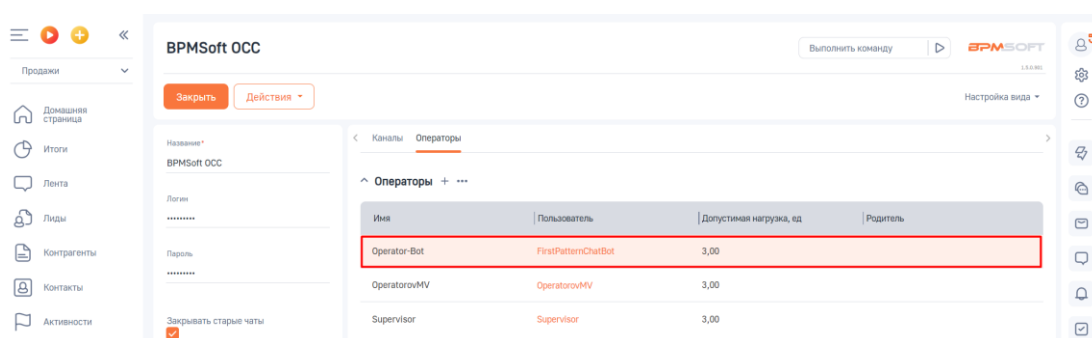 BPMSoft OCC
Выполнить команду
BPMSOFT
Продажи
Закрыть
Действия
Настройка вида
Домашняя
страница
Итоги
Лента
Лиды
Контрагенты
Контакты
Активности
Название*
BPMSoft OCC
Логин
•••••••••
Пароль
•••••••••
Закрывать старые чаты
Каналы Операторы
Операторы + •••
Имя Пользователь Допустимая нагрузка, ед Родитель
Operator-Bot FirstPatternChatBot 3,00
OperatorovMV OperatorovMV 3,00
Supervisor Supervisor 3,00